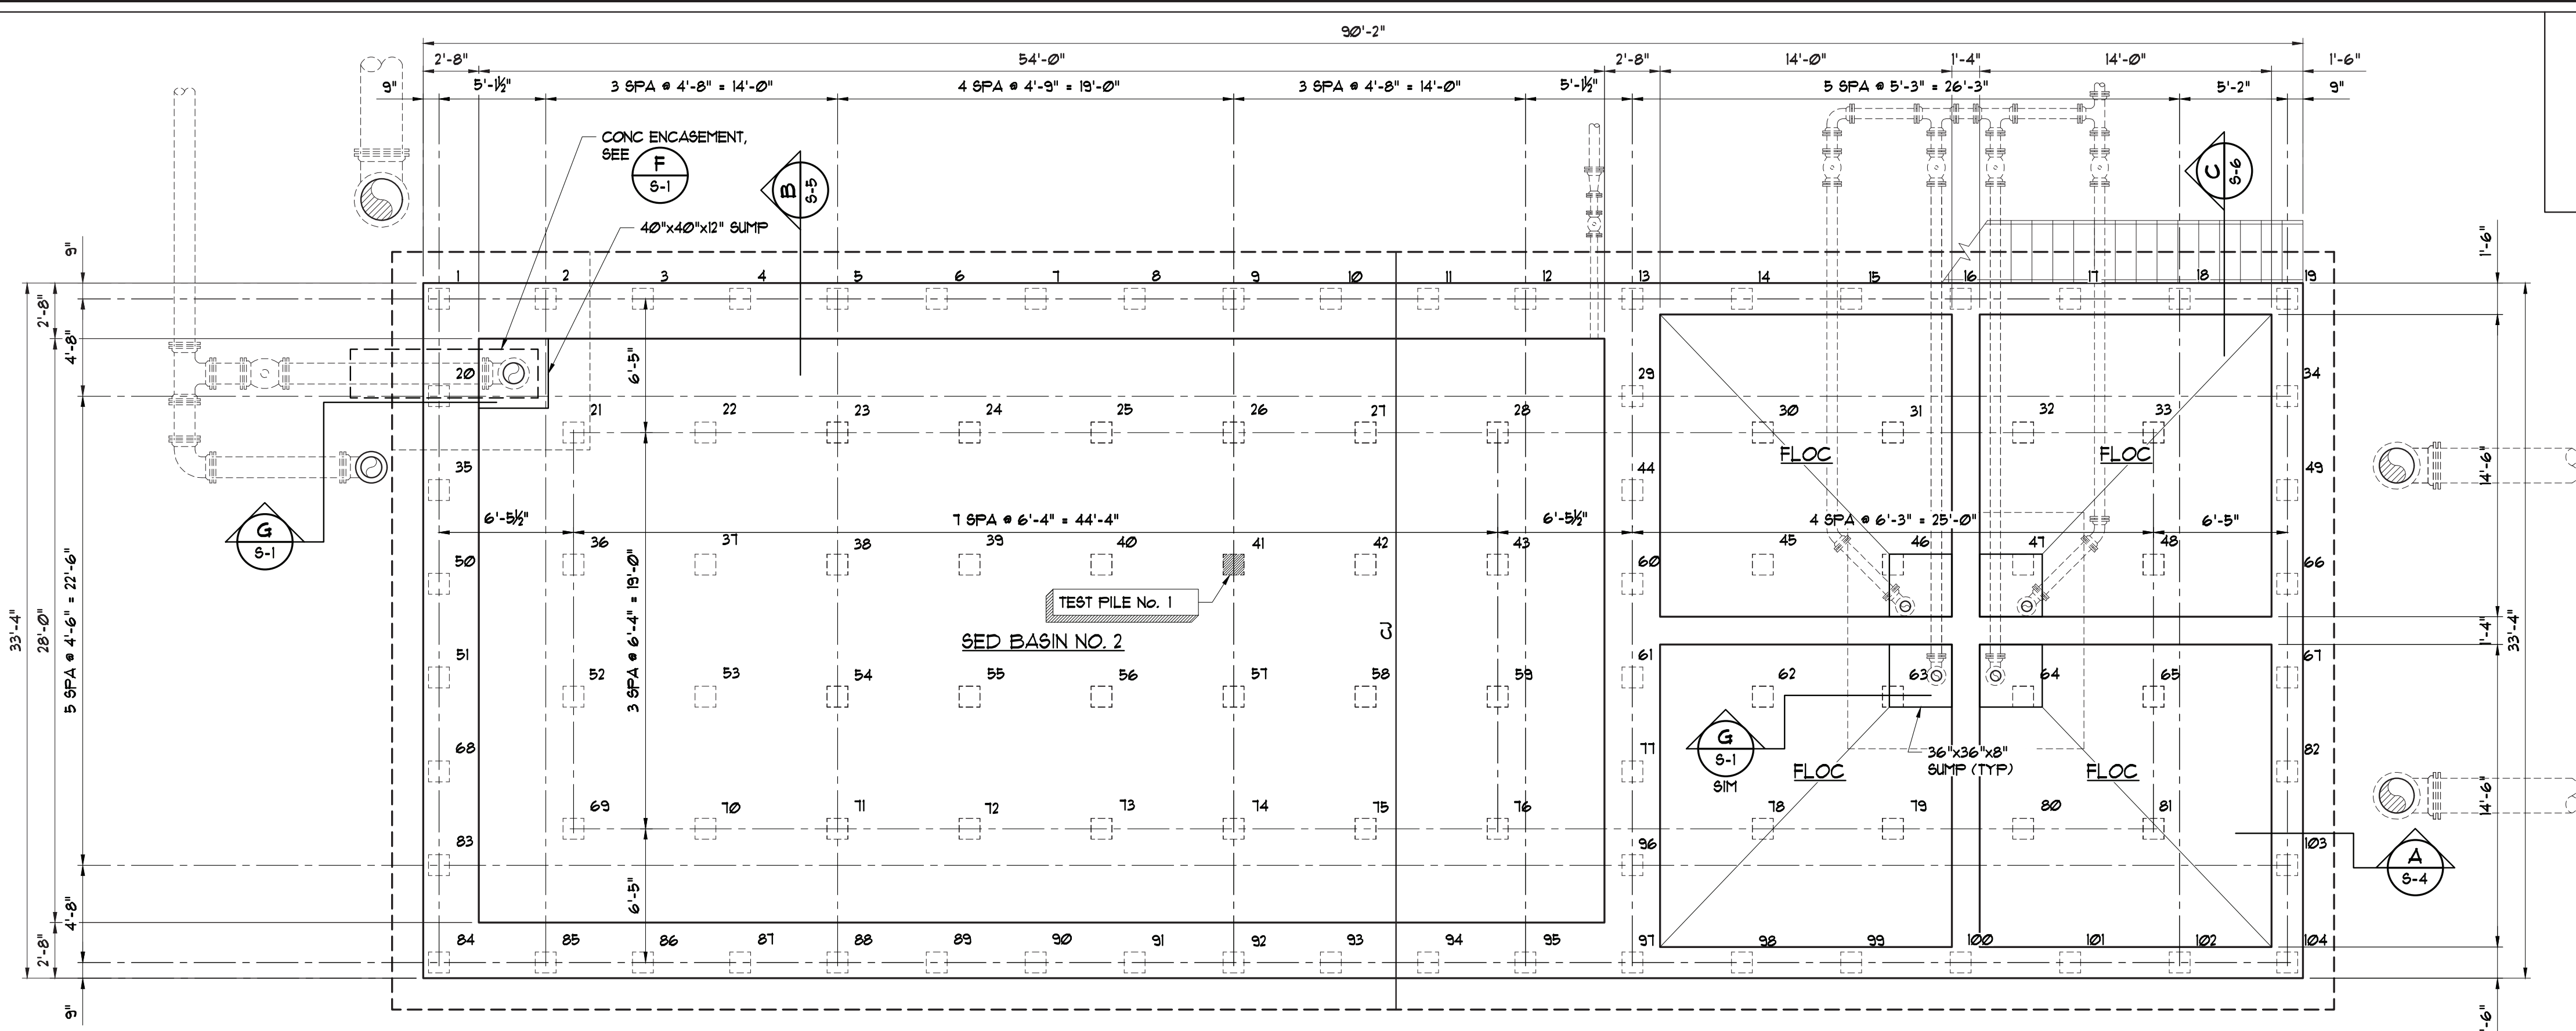 90'-2"
2'-8"
54'-0"
2'-8"
14'-0"
1'-4"
14'-0"
1'-6"
9"
5'-1½"
3 SPA @ 4'-8" = 14'-0"
4 SPA @ 4'-9" = 19'-0"
3 SPA @ 4'-8" = 14'-0"
5'-1½"
5 SPA @ 5'-3" = 26'-3"
5'-2"
9"
CONC ENCASEMENT,
SEE
F
S-1
B
S-5
C
S-6
40"x40"x12" SUMP
9"
1'-6"
1 2 3 4 5 6 7 8 9 10 11 12 13 14 15 16 17 18 19
2'-8"
4'-8"
6'-5"
20
29
34
21 22 23 24 25 26 27 28
30 31 32 33
FLOC
FLOC
14'-6"
35
44
49
G
S-1
6'-5½"
7 SPA @ 6'-4" = 44'-4"
6'-5½"
4 SPA @ 6'-3" = 25'-0"
6'-5"
36 37 38 39 40 41 42 43
45 46 47 48
50
60
66
TEST PILE No. 1
SED BASIN NO. 2
CJ
33'-4"
28'-0"
5 SPA @ 4'-6" = 22'-6"
3 SPA @ 6'-4" = 19'-0"
1'-4"
33'-4"
51
61
67
52 53 54 55 56 57 58 59
62 63 64 65
68
77
82
G
S-1
SIM
36"x36"x8"
SUMP (TYP)
FLOC
FLOC
14'-6"
69 70 71 72 73 74 75 76
78 79 80 81
83
96
103
A
S-4
4'-8"
2'-8"
6'-5"
84 85 86 87 88 89 90 91 92 93 94 95 97 98 99 100 101 102 104
9"
'-6"